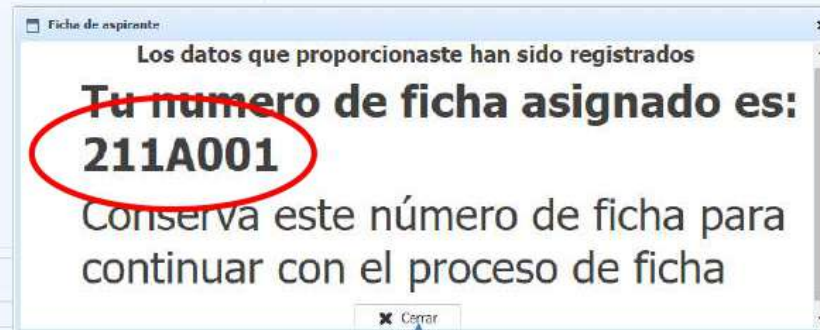 Ficha de aspirante
Los datos que proporcionaste han sido registrados
Tu numero de ficha asignado es:
211A001
Conserva este número de ficha para
continuar con el proceso de ficha
Cerrar